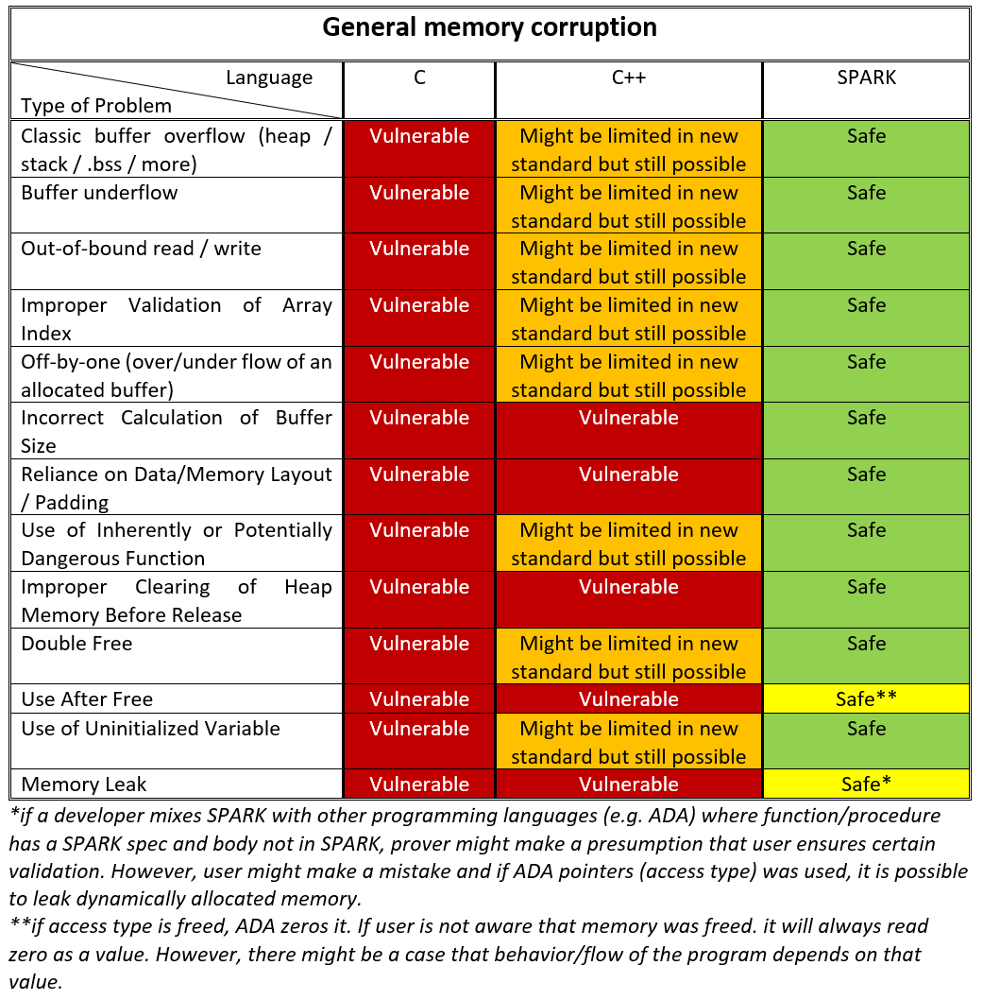 General memory corruption
Language
Type of Problem
C
C++
SPARK
Classic buffer overflow (heap /
stack / .bss / more)
Vulnerable
Might be limited in new
standard but still possible
Safe
Buffer underflow
Vulnerable
Might be limited in new
standard but still possible
Safe
Out-of-bound read / write
Vulnerable
Might be limited in new
standard but still possible
Safe
Improper Validation of Array
Index
Vulnerable
Might be limited in new
standard but still possible
Safe
Off-by-one (over/under flow of an
allocated buffer)
Vulnerable
Might be limited in new
standard but still possible
Safe
Incorrect Calculation of Buffer
Size
Vulnerable
Vulnerable
Safe
Reliance on Data/Memory Layout
/ Padding
Vulnerable
Vulnerable
Safe
Use of Inherently or Potentially
Dangerous Function
Vulnerable
Might be limited in new
standard but still possible
Safe
Improper Clearing of Heap
Memory Before Release
Vulnerable
Vulnerable
Safe
Double Free
Vulnerable
Might be limited in new
standard but still possible
Safe
Use After Free
Vulnerable
Vulnerable
Safe**
Use of Uninitialized Variable
Vulnerable
Might be limited in new
standard but still possible
Safe
Memory Leak
Vulnerable
Vulnerable
Safe*
*if a developer mixes SPARK with other programming languages (e.g. ADA) where function/procedure
has a SPARK spec and body not in SPARK, prover might make a presumption that user ensures certain
validation. However, user might make a mistake and if ADA pointers (access type) was used, it is possible
to leak dynamically allocated memory.
**if access type is freed, ADA zeros it. If user is not aware that memory was freed. it will always read
zero as a value. However, there might be a case that behavior/flow of the program depends on that
value.